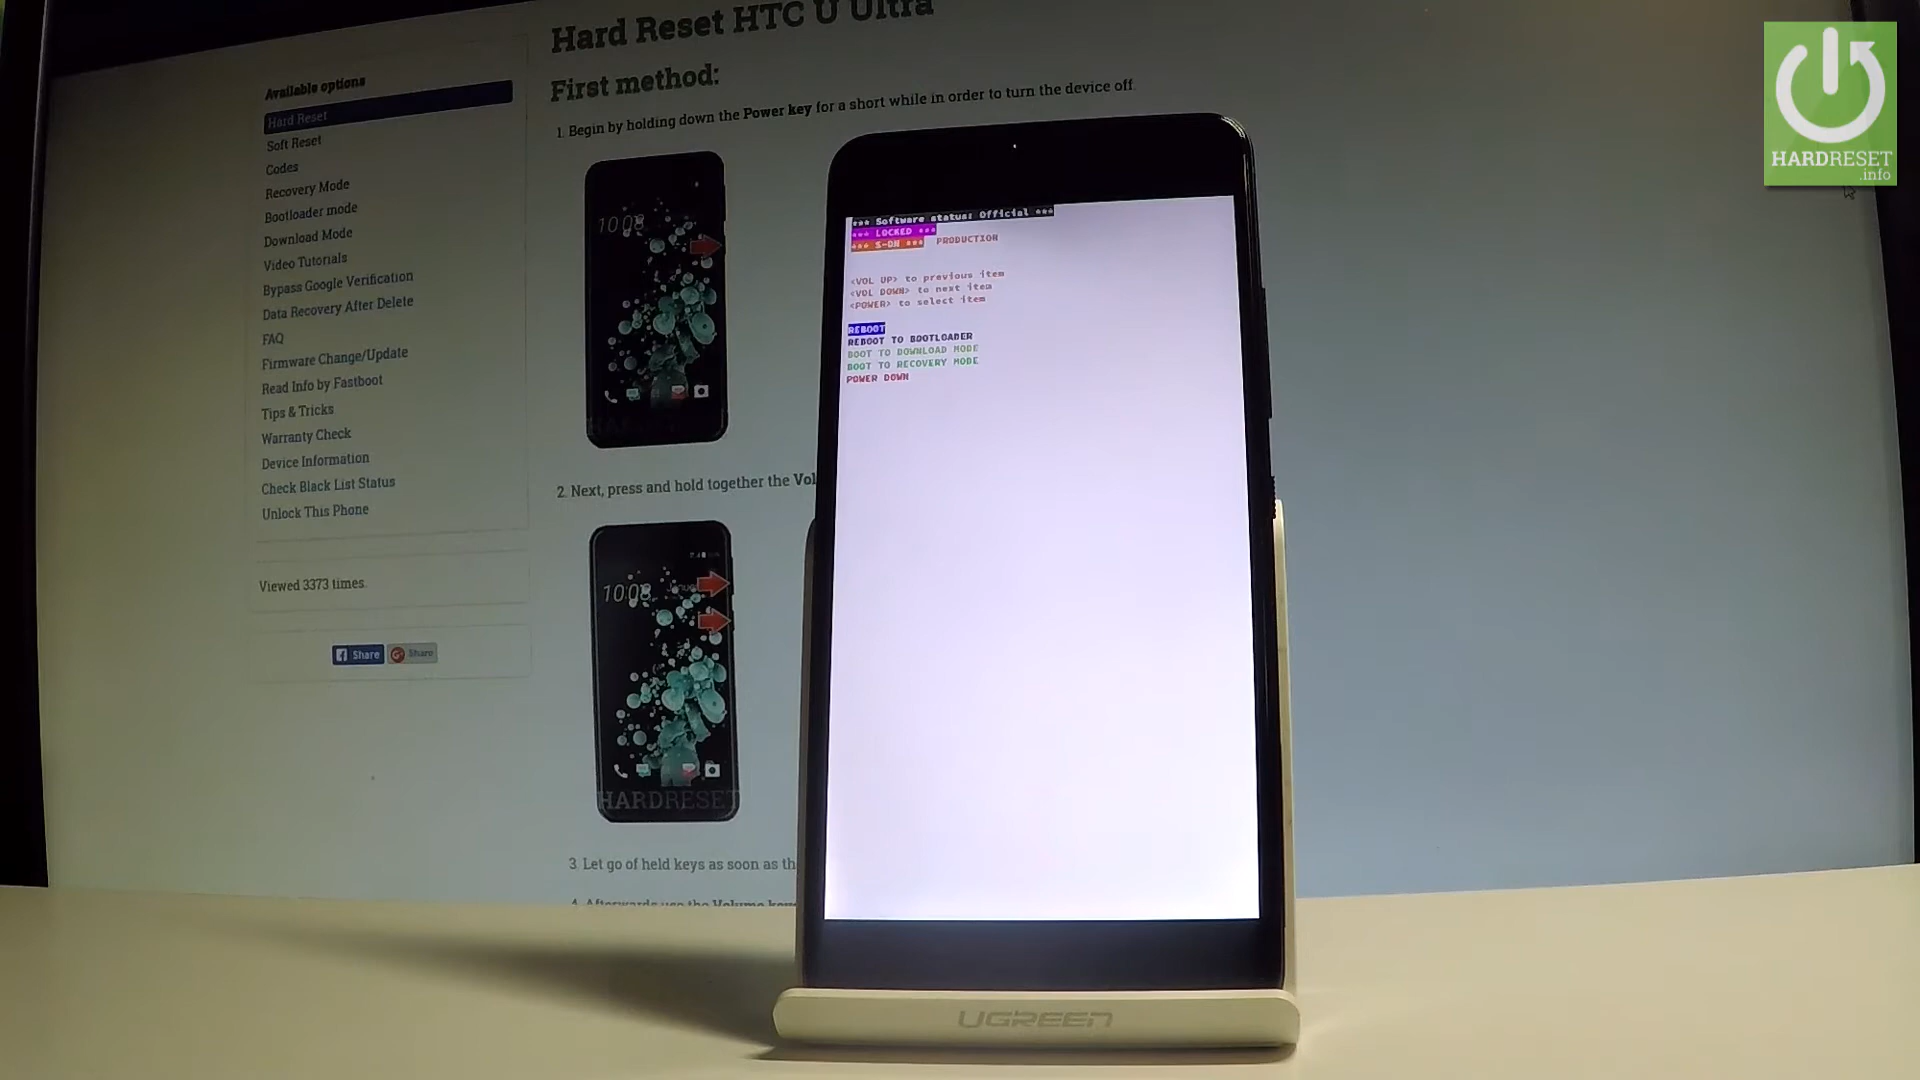 Hard Reset HTC U Ultra
First method:
1. Begin by holding down the Power key for a short while in order to turn the device off.
Available options
Hard Reset
Soft Reset
Codes
Recovery Mode
Bootloader mode
Download Mode
Video Tutorials
Bypass Google Verification
Data Recovery After Delete
FAQ
Firmware Change/Update
Read Info by Fastboot
Tips & Tricks
Warranty Check
Device Information
Check Black List Status
Unlock This Phone
Viewed 3373 times.
Share
Share
10:08
2. Next, press and hold together the Vol
10:08
HARDRESET
3. Let go of held keys as soon as th
4. Afterwards use the Volume keys
*** Software status: Official ***
*** LOCKED ***
*** S-ON *** PRODUCTION
<VOL UP> to previous item
<VOL DOWN> to next item
<POWER> to select item
REBOOT
REBOOT TO BOOTLOADER
BOOT TO DOWNLOAD MODE
BOOT TO RECOVERY MODE
POWER DOWN
UGREEN
HARDRESET
.info